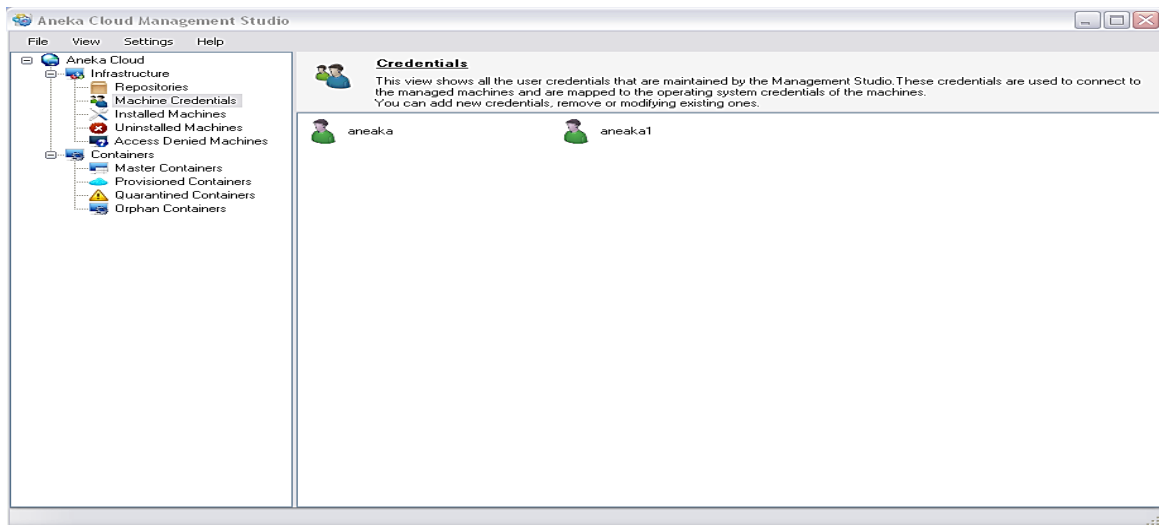 Aneka Cloud Management Studio
File View Settings Help
Aneka Cloud
Infrastructure
Repositories
Machine Credentials
Installed Machines
Uninstalled Machines
Access Denied Machines
Containers
Master Containers
Provisioned Containers
Quarantined Containers
Orphan Containers
Credentials
This view shows all the user credentials that are maintained by the Management Studio.These credentials are used to connect to
the managed machines and are mapped to the operating system credentials of the machines.
You can add new credentials, remove or modifying existing ones.
aneaka aneaka1